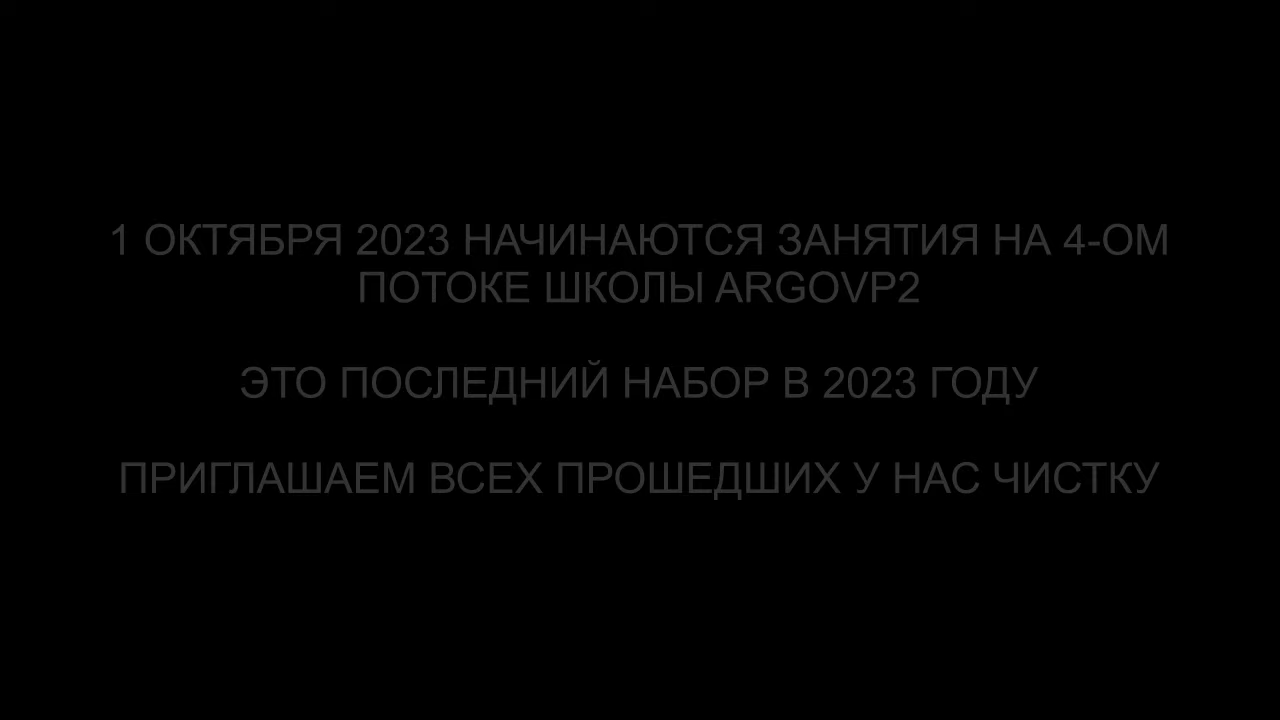 1 ОКТЯБРЯ 2023 НАЧИНАЮТСЯ ЗАНЯТИЯ НА 4-ОМ
ПОТОКЕ ШКОЛЫ ARGOVP2
ЭТО ПОСЛЕДНИЙ НАБОР В 2023 ГОДУ
ПРИГЛАШАЕМ ВСЕХ ПРОШЕДШИХ У НАС ЧИСТКУ